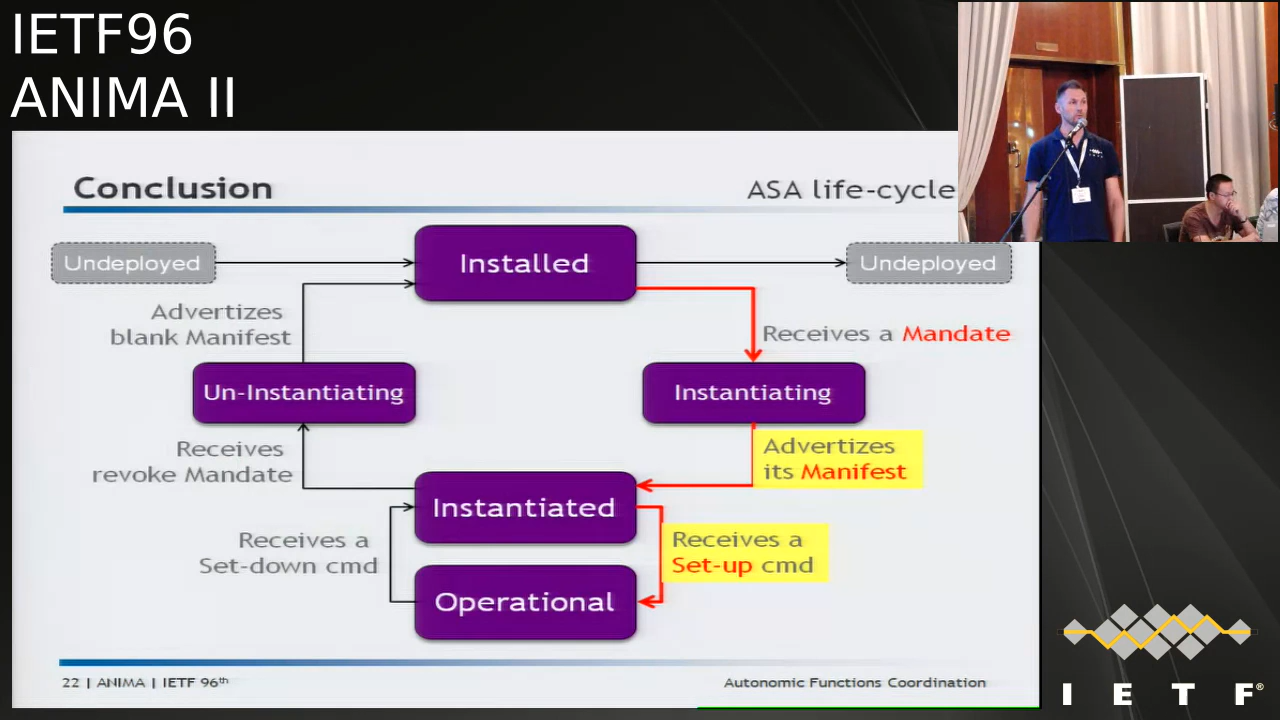 IETF96
ANIMA II
Conclusion
ASA life-cycle
Undeployed
Installed
Undeployed
Advertizes
blank Manifest
Receives a Mandate
Un-Instantiating
Instantiating
Receives
revoke Mandate
Advertizes
its Manifest
Instantiated
Receives a
Set-down cmd
Receives a
Set-up cmd
Operational
22 | ANIMA | IETF 96th
Autonomic Functions Coordination
I E T F®